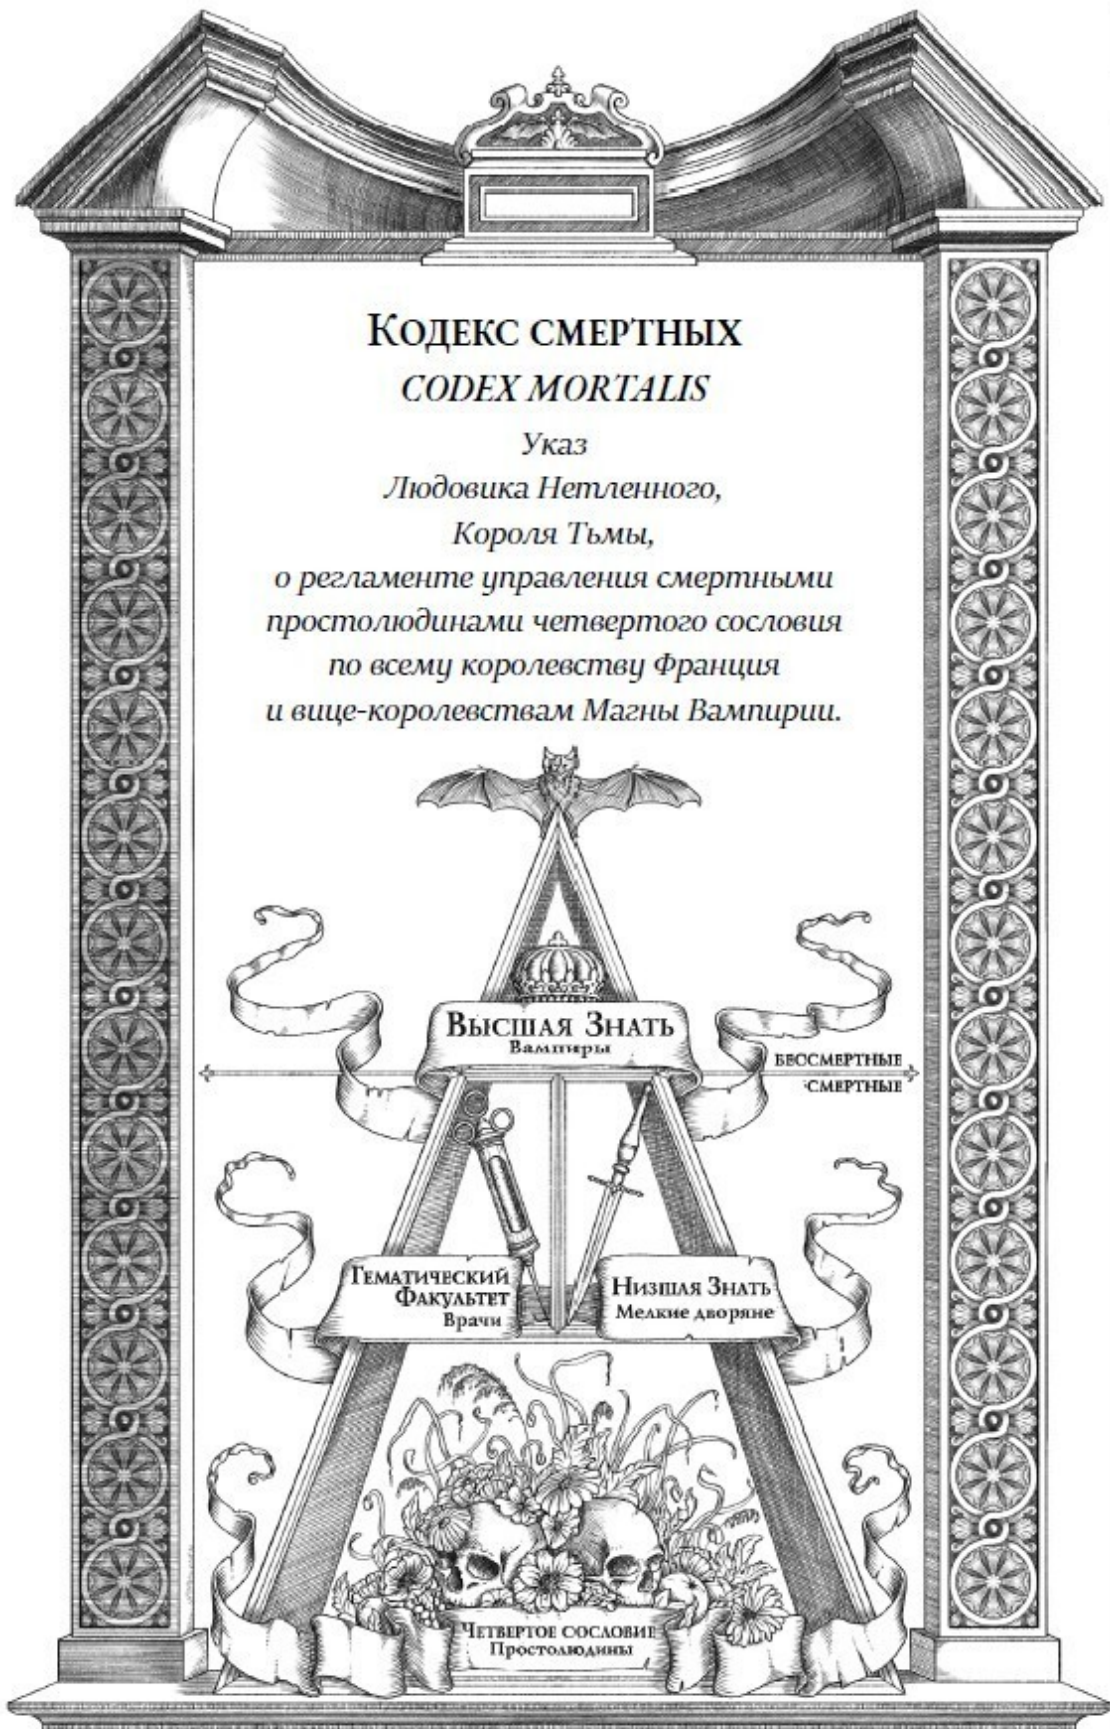 Кодекс смертных
CODEX MORTALIS
Указ
Людовика Нетленного,
Короля Тьмы,
о регламенте управления смертными
простолюдинами четвертого сословия
по всему королевству Франция
и вице-королевствам Магны Вампирии.
Высшая Знать
Вампиры
БЕССМЕРТНЫЕ
СМЕРТНЫЕ
Гематический
Факультет
Врачи
Низшая Знать
Мелкие дворяне
Четвертое сословие
Простолюдины